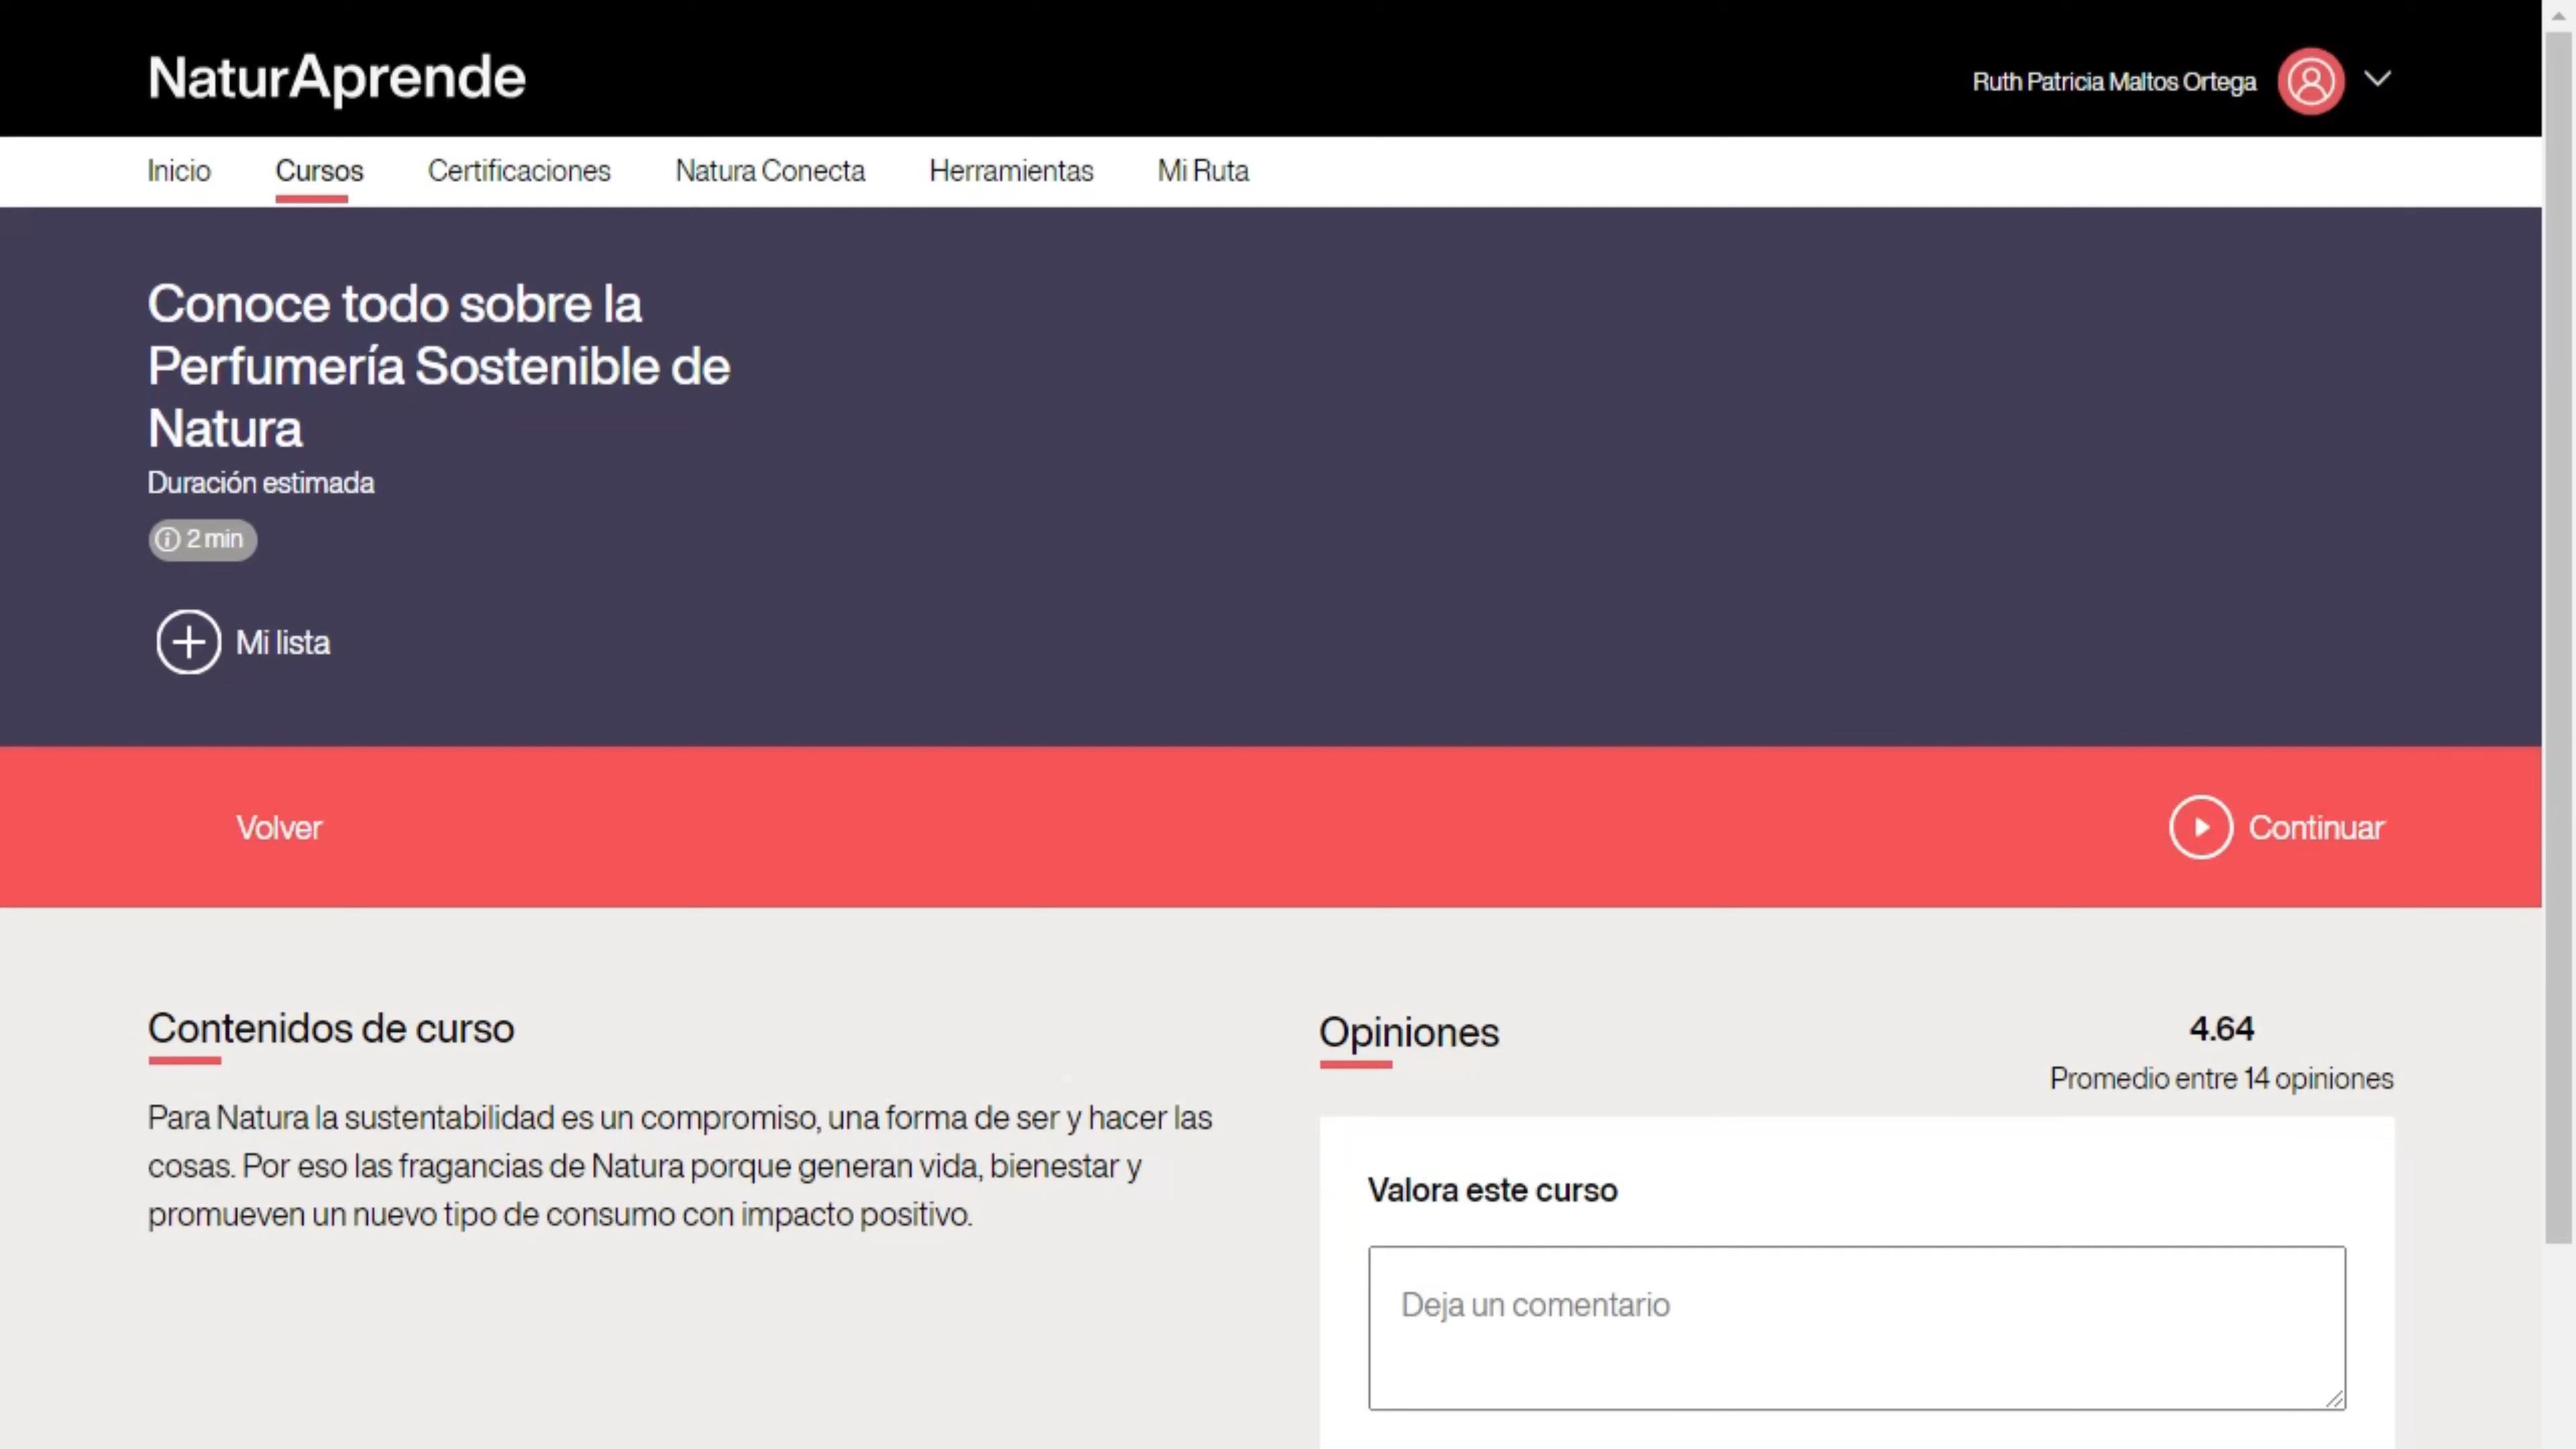 NaturAprende
Ruth Patricia Maltos Ortega
Inicio
Cursos
Certificaciones
Natura Conecta
Herramientas
Mi Ruta
Conoce todo sobre la
Perfumería Sostenible de
Natura
Duración estimada
2 min
Mi lista
Volver
Continuar
Contenidos de curso
Para Natura la sustentabilidad es un compromiso, una forma de ser y hacer las
cosas. Por eso las fragancias de Natura porque generan vida, bienestar y
promueven un nuevo tipo de consumo con impacto positivo.
Opiniones
4.64
Promedio entre 14 opiniones
Valora este curso
Deja un comentario